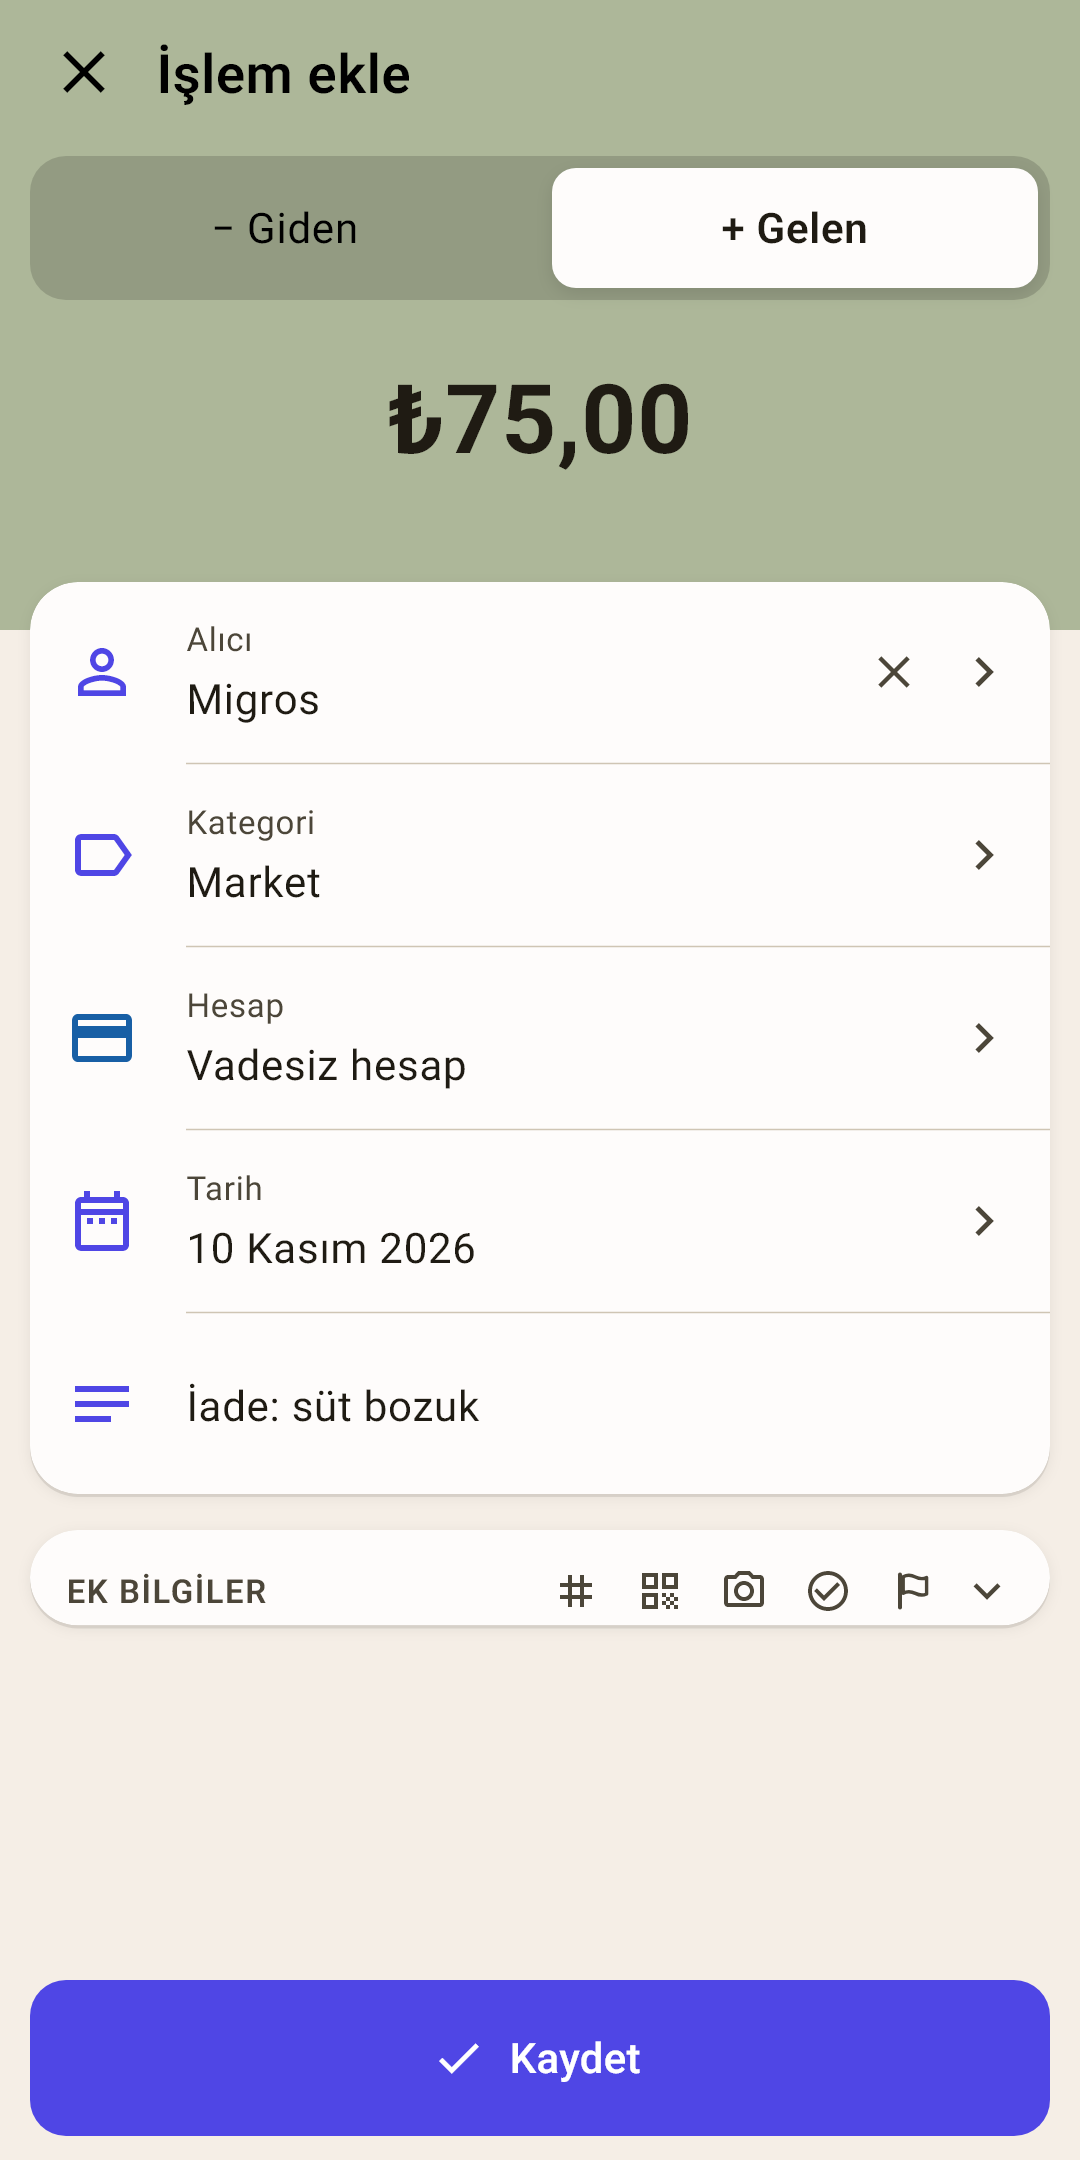 İşlem ekle
− Giden
+ Gelen
₺75,00
Alıcı
Migros
Kategori
Market
Hesap
Vadesiz hesap
Tarih
10 Kasım 2026
İade: süt bozuk
EK BİLGİLER
Kaydet